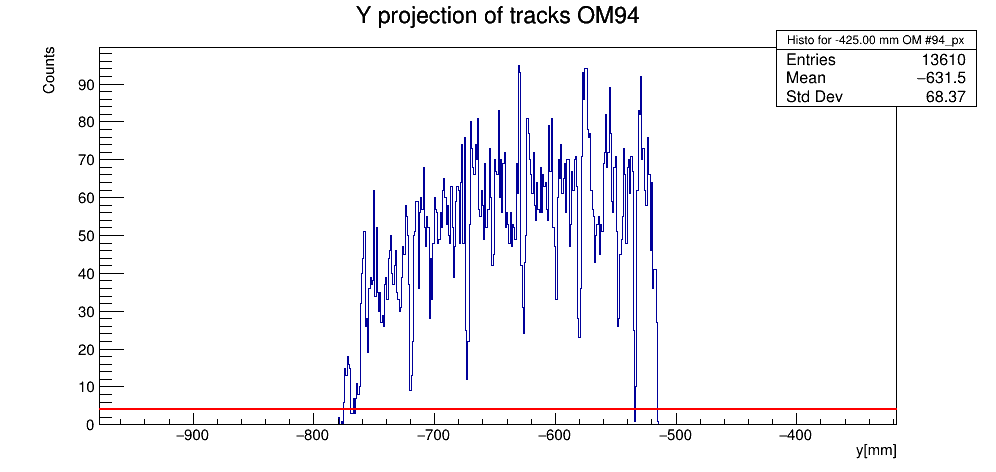 Y projection of tracks OM94
Histo for -425.00 mm OM #94_px
Entries 13610
Mean −631.5
Std Dev 68.37
Counts
90
80
70
60
50
40
30
20
10
0
−900 −800 −700 −600 −500 −400
y[mm]